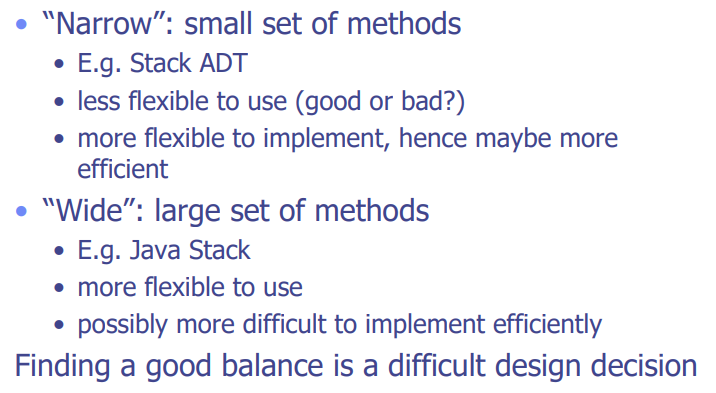 • “Narrow”: small set of methods
• E.g. Stack ADT
• less flexible to use (good or bad?)
• more flexible to implement, hence maybe more
efficient
• “Wide”: large set of methods
• E.g. Java Stack
• more flexible to use
• possibly more difficult to implement efficiently
Finding a good balance is a difficult design decision